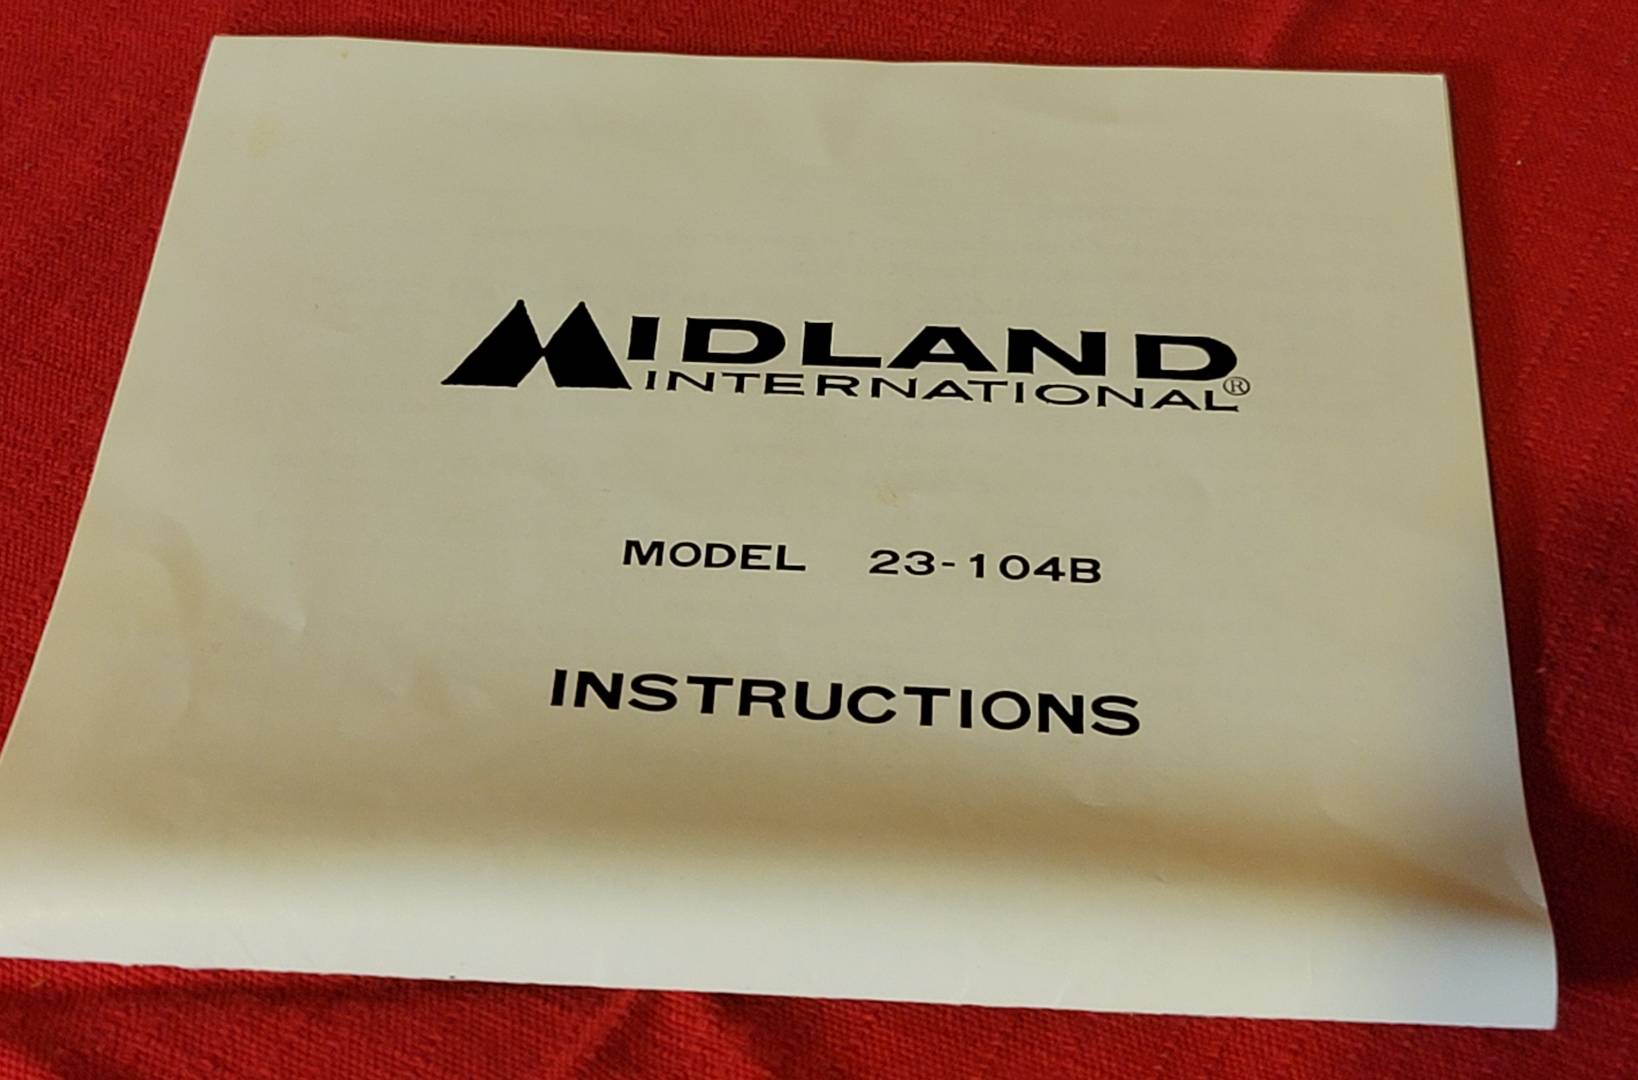 MIDLAND
INTERNATIONAL®
MODEL 23-104B
INSTRUCTIONS